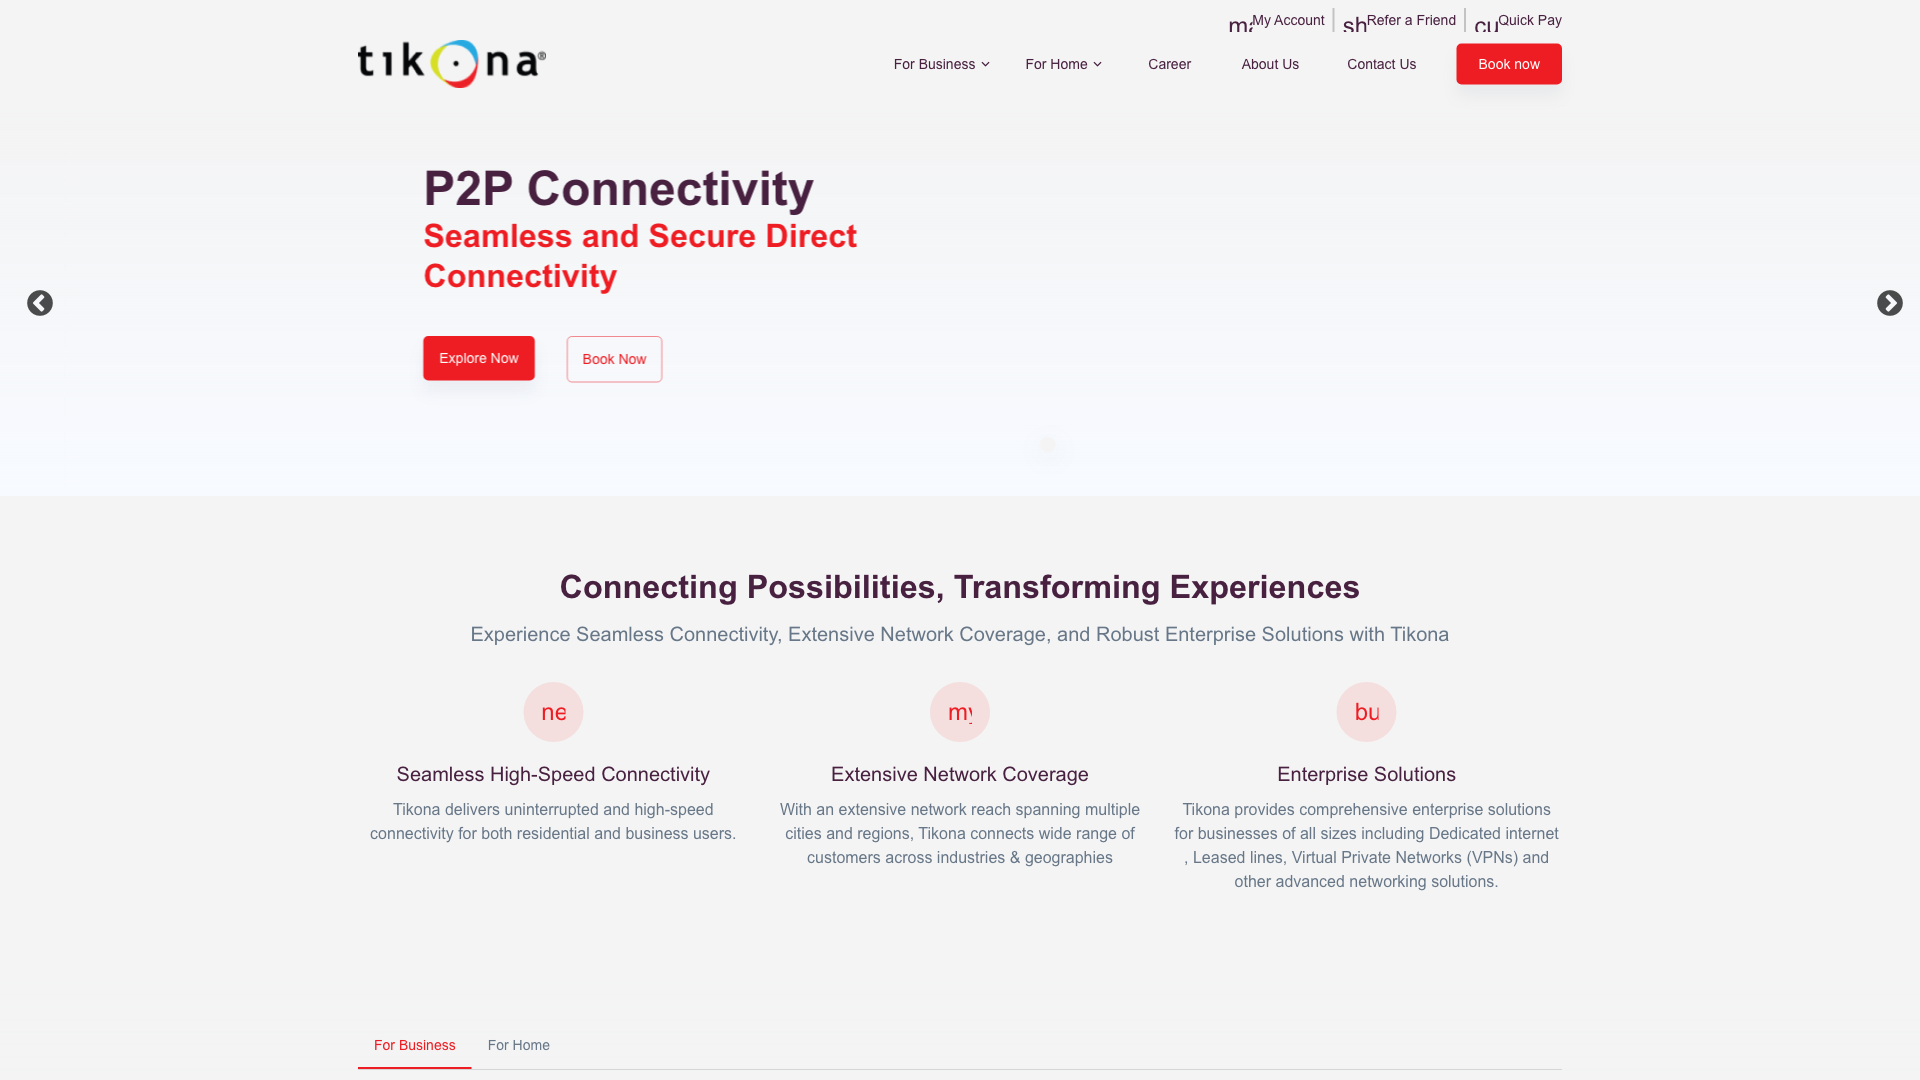 My Account
Refer a Friend
Quick Pay
tikona®
For Business
For Home
Career
About Us
Contact Us
Book now
P2P Connectivity
Seamless and Secure Direct
Connectivity
Explore Now
Book Now
Connecting Possibilities, Transforming Experiences
Experience Seamless Connectivity, Extensive Network Coverage, and Robust Enterprise Solutions with Tikona
ne
my
bu
Seamless High-Speed Connectivity
Extensive Network Coverage
Enterprise Solutions
Tikona delivers uninterrupted and high-speed
connectivity for both residential and business users.
With an extensive network reach spanning multiple
cities and regions, Tikona connects wide range of
customers across industries & geographies
Tikona provides comprehensive enterprise solutions
for businesses of all sizes including Dedicated internet
, Leased lines, Virtual Private Networks (VPNs) and
other advanced networking solutions.
For Business
For Home